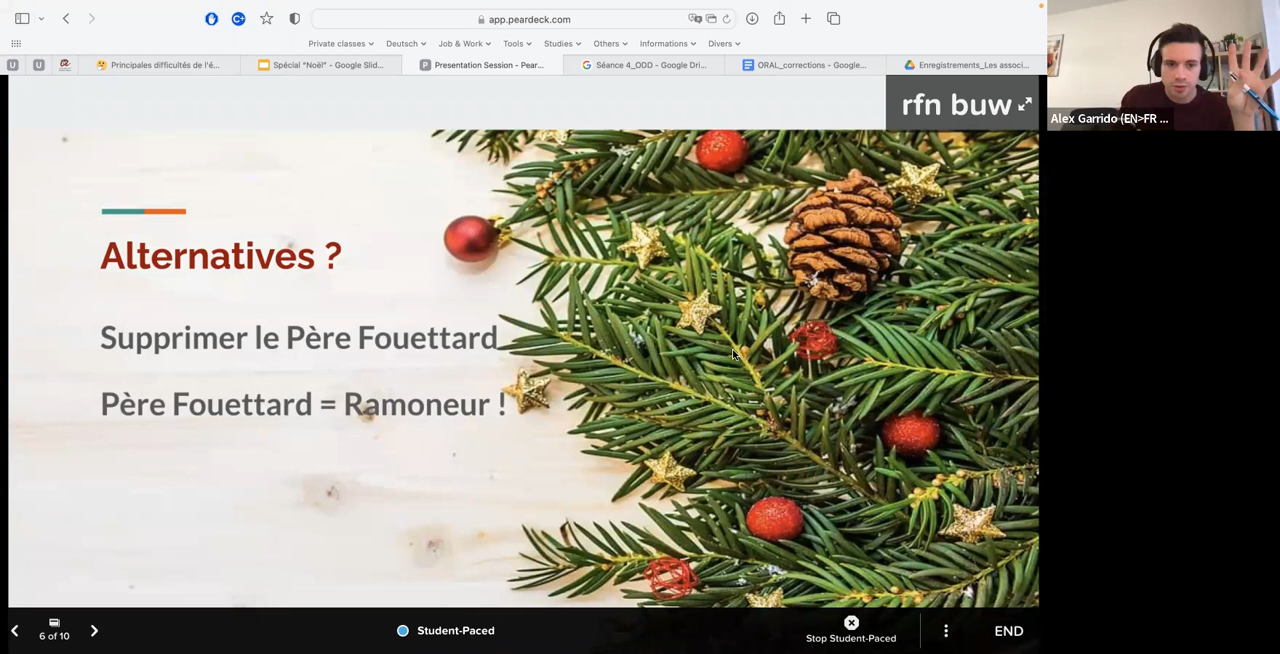 app.peardeck.com
Private classes
Deutsch
Job & Work
Tools
Studies
Others
Informations
Divers
Principales difficultés de l'é...
Spécial "Noël" - Google Slid...
Presentation Session - Pear...
Séance 4_ODD - Google Dri...
ORAL_corrections - Google...
Enregistrements_Les associ...
rfn buw
Alex Garrido (EN>FR ...
Alternatives ?
Supprimer le Père Fouettard
Père Fouettard = Ramoneur !
6 of 10
Student-Paced
Stop Student-Paced
END